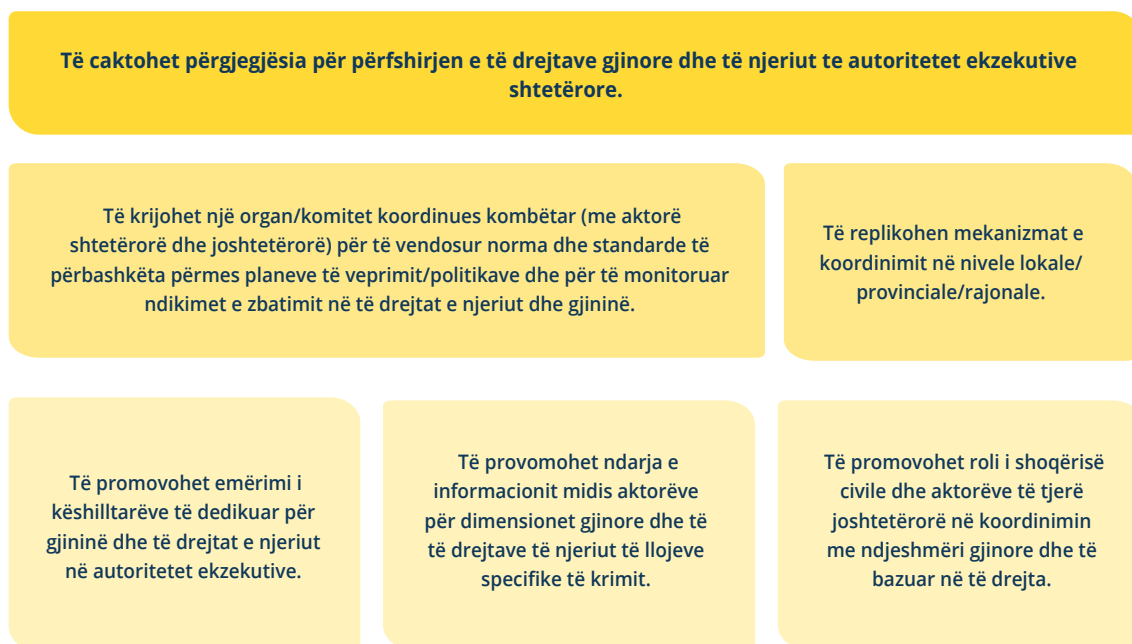 Të caktohet përgjegjësia për përfshirjen e të drejtave gjinore dhe të njeriut te autoritetet ekzekutive
shtetërore.
Të krijohet një organ/komitet koordinues kombëtar (me aktorë
shtetërorë dhe joshtetërorë) për të vendosur norma dhe standarde të
përbashkëta përmes planeve të veprimit/politikave dhe për të monitoruar
ndikimet e zbatimit në të drejtat e njeriut dhe gjininë.
Të replikohen mekanizmat e
koordinimit në nivele lokale/
provinciale/rajonale.
Të promovohet emërimi i
këshilltarëve të dedikuar për
gjininë dhe të drejtat e njeriut
në autoritetet ekzekutive.
Të provomohet ndarja e
informacionit midis aktorëve
për dimensionet gjinore dhe të
të drejtave të njeriut të llojeve
specifike të krimit.
Të promovohet roli i shoqërisë
civile dhe aktorëve të tjerë
joshtetërorë në koordinimin
me ndjeshmëri gjinore dhe të
bazuar në të drejta.